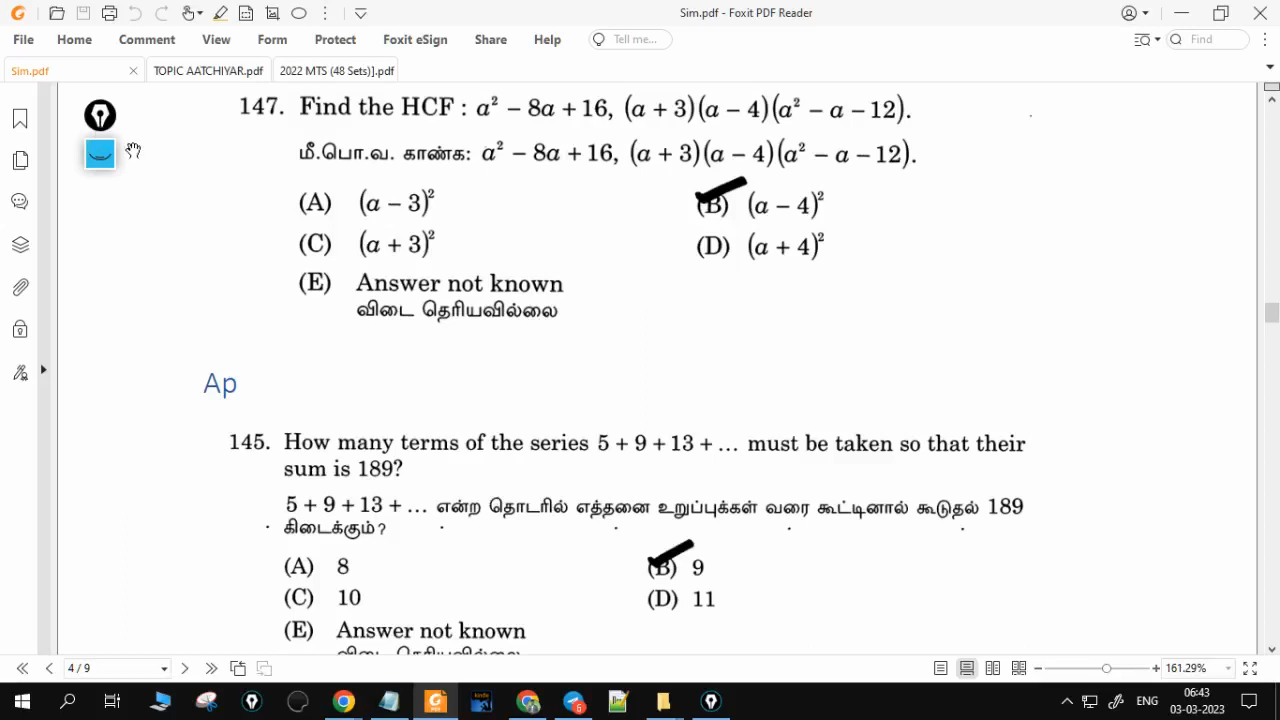 Sim.pdf - Foxit PDF Reader
File Home Comment View Form Protect Foxit eSign Share Help Tell me... Find
Sim.pdf TOPIC AATCHIYAR.pdf 2022 MTS (48 Sets)].pdf
147. Find the HCF : a² − 8a + 16, (a + 3)(a − 4)(a² − a − 12).
மீ.பொ.வ. காண்க: a² − 8a + 16, (a + 3)(a − 4)(a² − a − 12).
(A) (a − 3)² (B) (a − 4)²
(C) (a + 3)² (D) (a + 4)²
(E) Answer not known
விடை தெரியவில்லை
Ap
145. How many terms of the series 5 + 9 + 13 + ... must be taken so that their
sum is 189?
5 + 9 + 13 + ... என்ற தொடரில் எத்தனை உறுப்புக்கள் வரை கூட்டினால் கூடுதல் 189
கிடைக்கும்?
(A) 8 (B) 9
(C) 10 (D) 11
(E) Answer not known
விடை தெரியவில்லை
4 / 9 161.29%
kindle 6 PDF ENG 06:43
03-03-2023